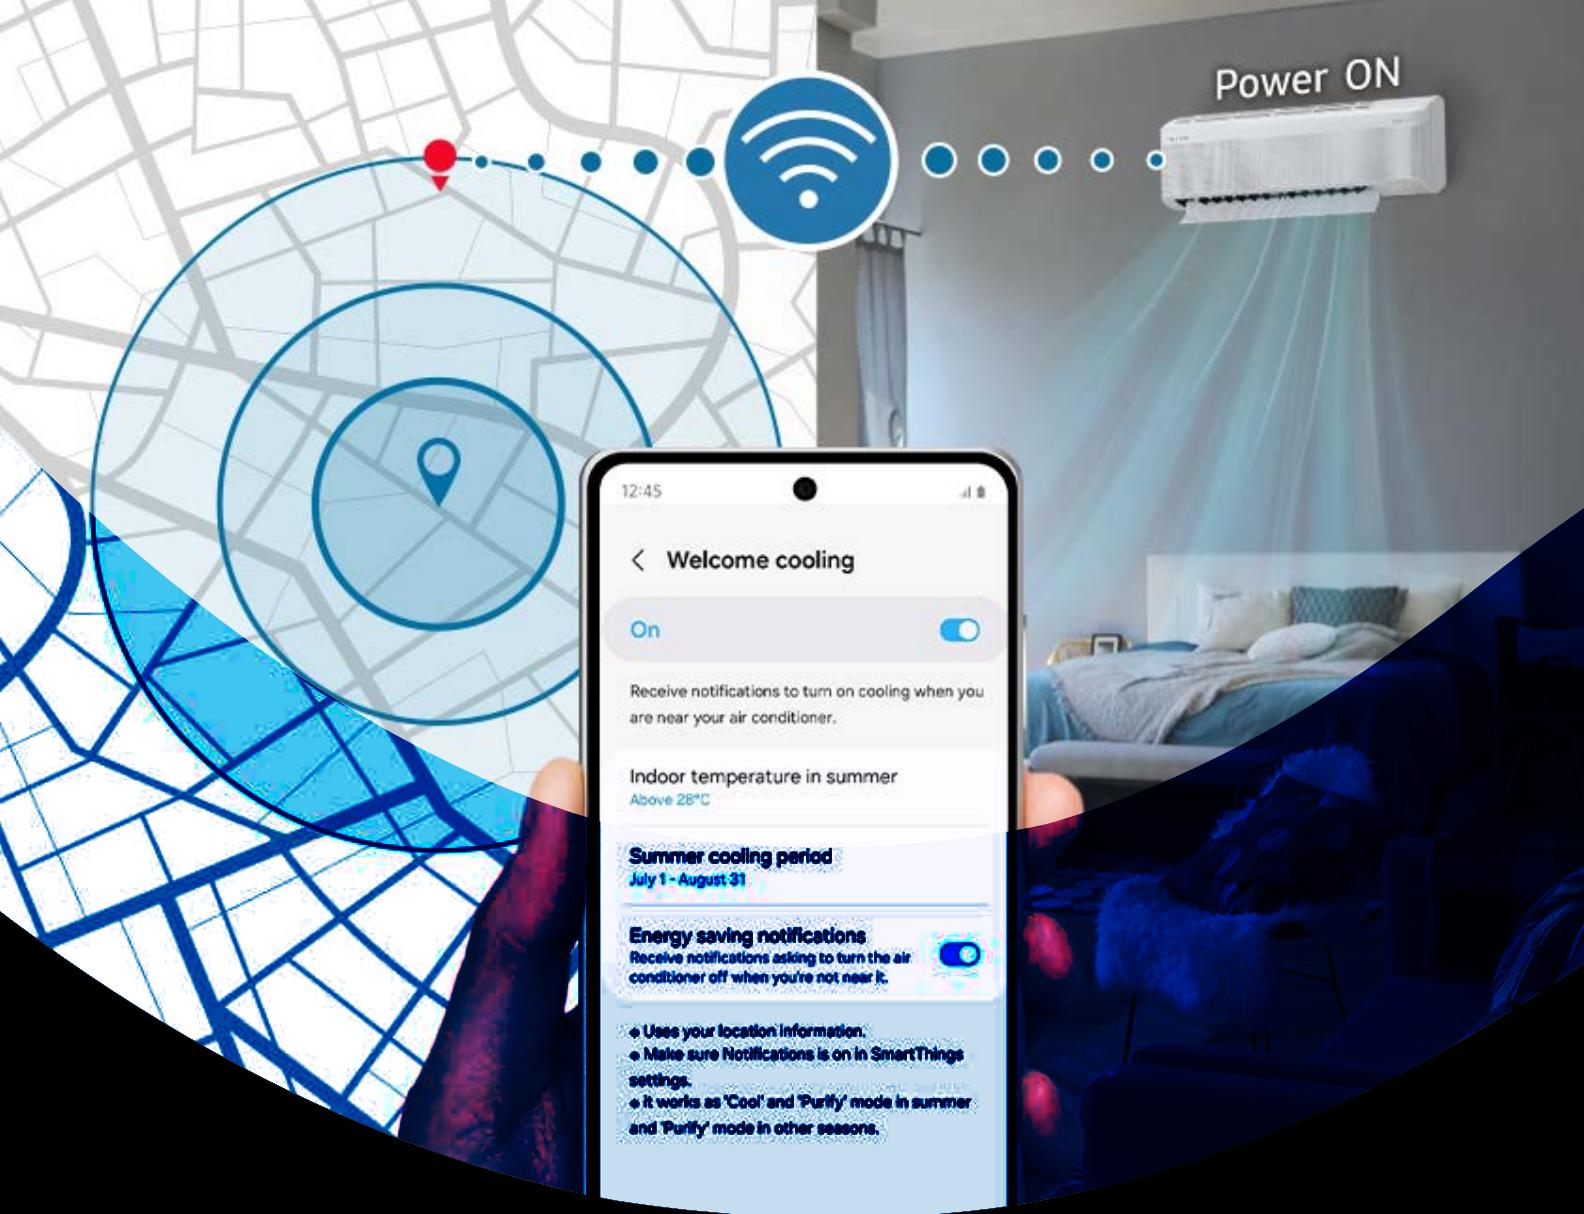 Power ON
12:45
Welcome cooling
On
Receive notifications to turn on cooling when you
are near your air conditioner.
Indoor temperature in summer
Above 28°C
Summer cooling period
July 1 - August 31
Energy saving notifications
Receive notifications asking to turn the air
conditioner off when you're not near it.
• Uses your location information.
• Make sure Notifications is on in SmartThings
settings.
• it works as 'Cool' and 'Purify' mode in summer
and 'Purify' mode in other seasons.